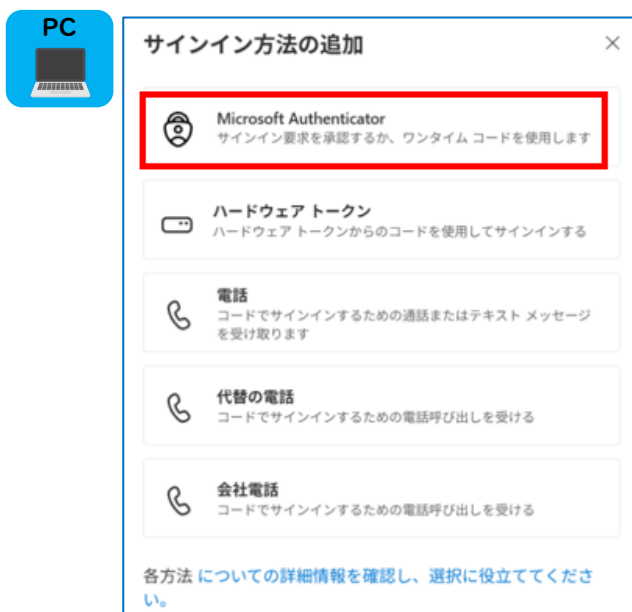 PC
サインイン方法の追加
Microsoft Authenticator
サインイン要求を承認するか、ワンタイム コードを使用します
ハードウェア トークン
ハードウェア トークンからのコードを使用してサインインする
電話
コードでサインインするための通話またはテキスト メッセージ
を受け取ります
代替の電話
コードでサインインするための電話呼び出しを受ける
会社電話
コードでサインインするための電話呼び出しを受ける
各方法 についての詳細情報を確認し、選択に役立ててくださ
い。